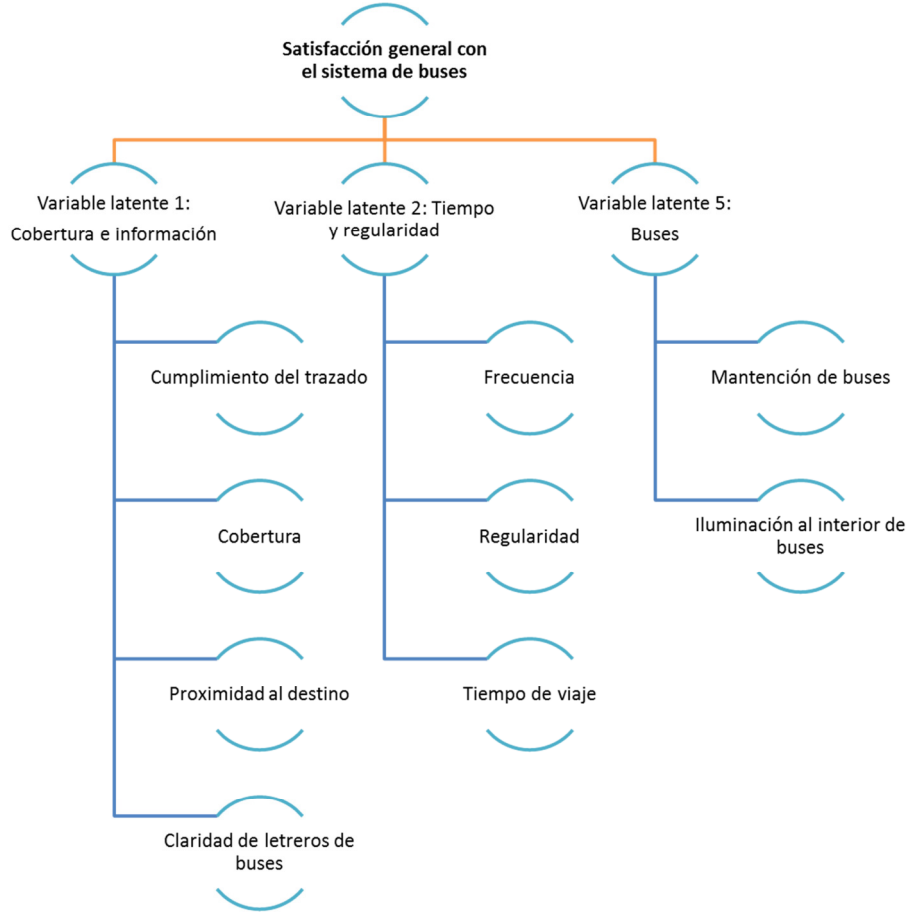 Satisfacción general con
el sistema de buses
Variable latente 1:
Cobertura e información
Variable latente 2: Tiempo
y regularidad
Variable latente 5:
Buses
Cumplimiento del trazado
Frecuencia
Mantención de buses
Cobertura
Regularidad
Iluminación al interior de
buses
Proximidad al destino
Tiempo de viaje
Claridad de letreros de
buses